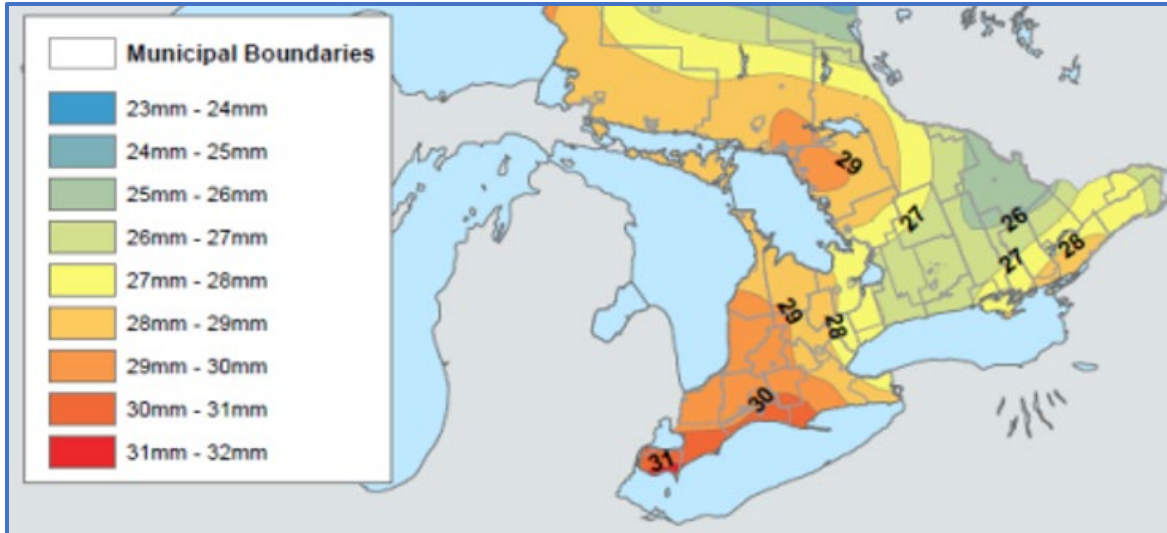 Municipal Boundaries
23mm - 24mm
24mm - 25mm
25mm - 26mm
26mm - 27mm
27mm - 28mm
28mm - 29mm
29mm - 30mm
30mm - 31mm
31mm - 32mm
29
27
26
28
27
29
28
30
31